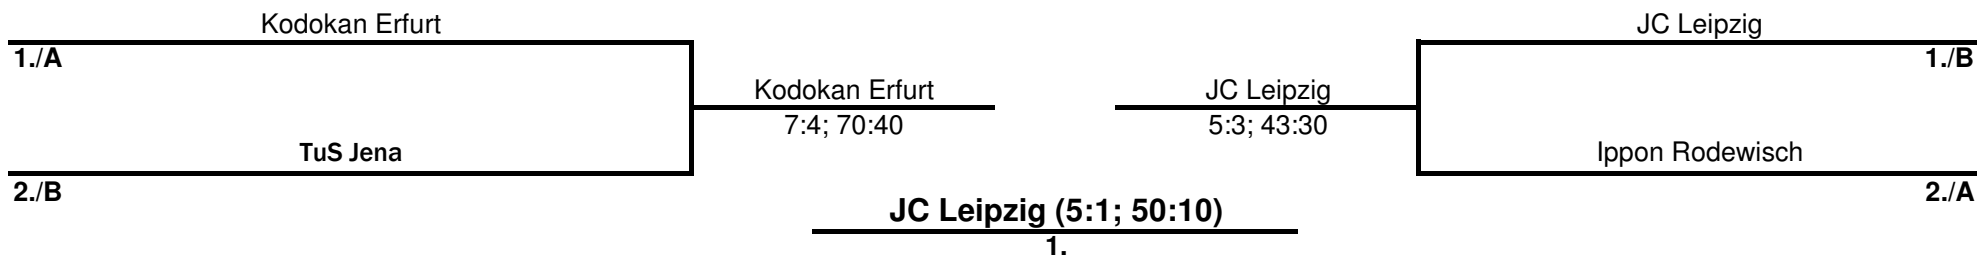 Kodokan Erfurt
1./A
Kodokan Erfurt
7:4; 70:40
TuS Jena
2./B
JC Leipzig
1./B
JC Leipzig
5:3; 43:30
Ippon Rodewisch
2./A
JC Leipzig (5:1; 50:10)
1.